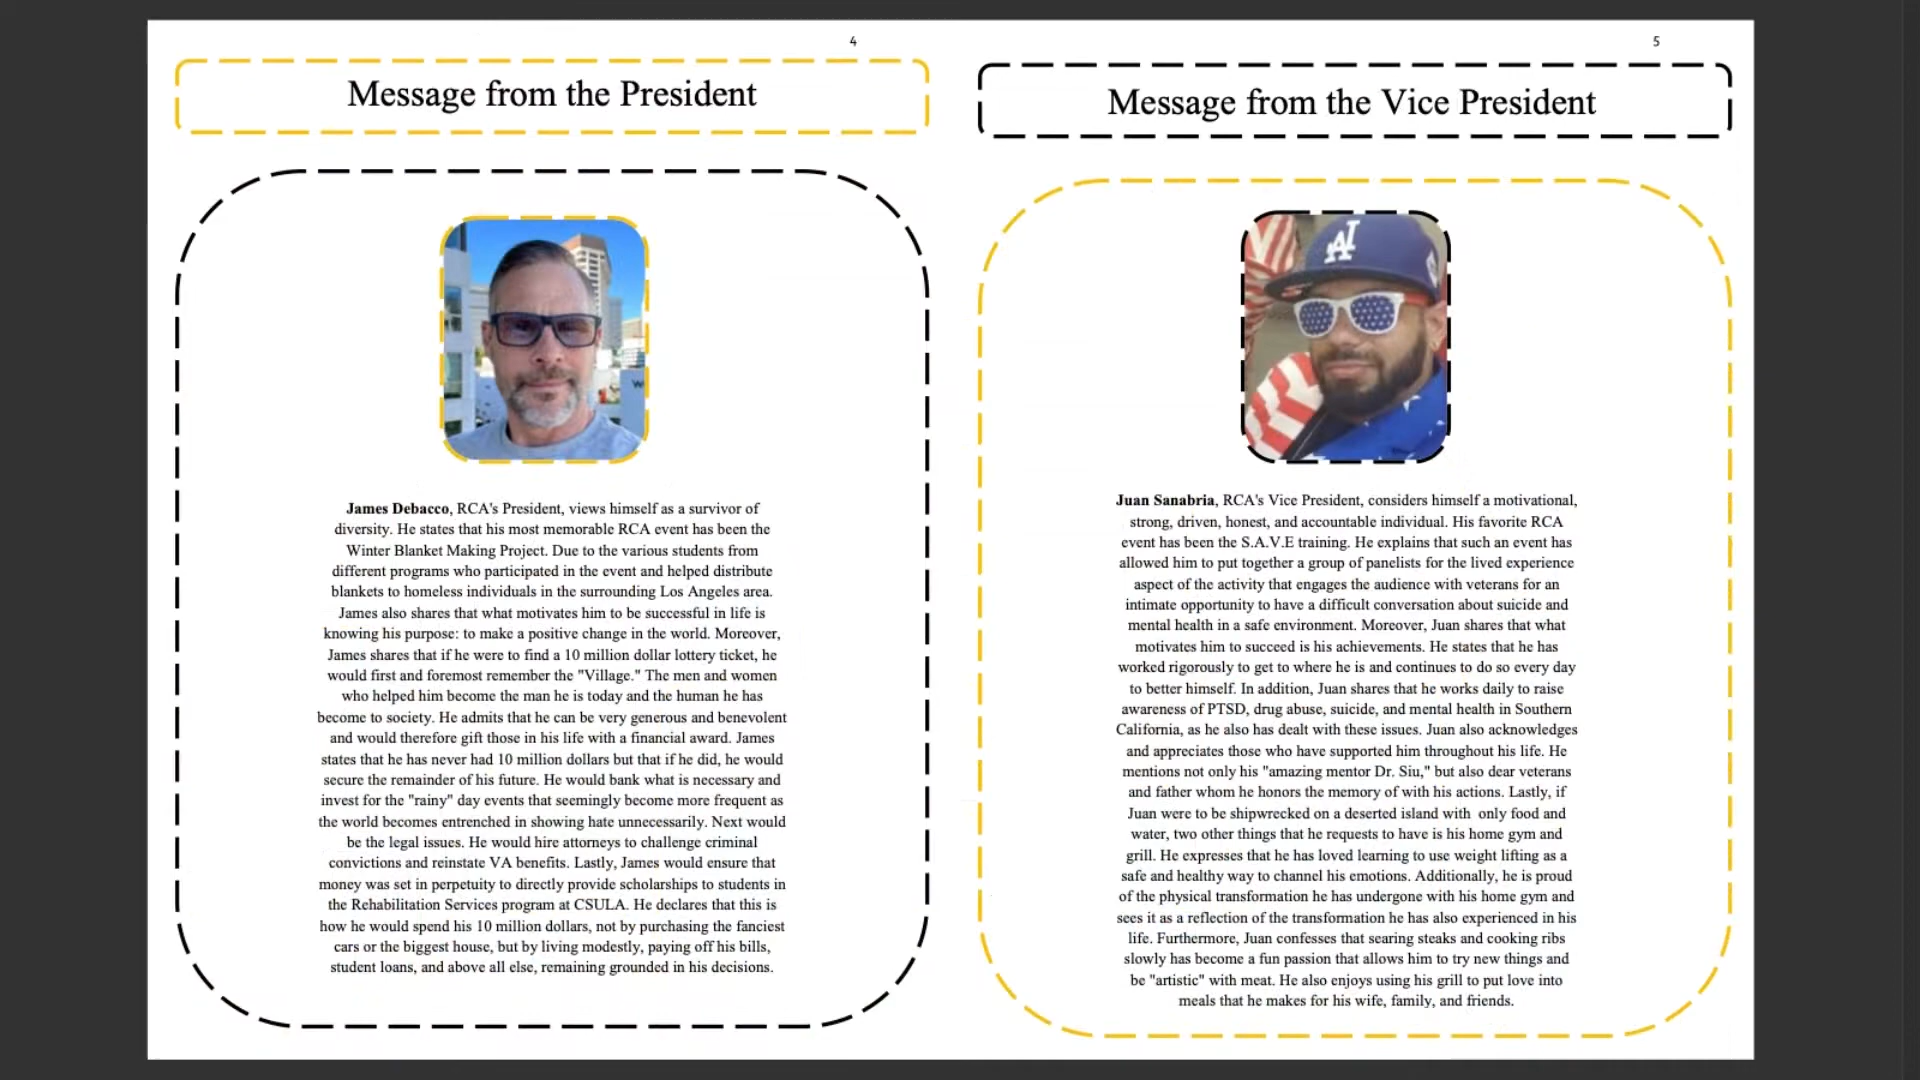 4
Message from the President
James Debacco, RCA's President, views himself as a survivor of
diversity. He states that his most memorable RCA event has been the
Winter Blanket Making Project. Due to the various students from
different programs who participated in the event and helped distribute
blankets to homeless individuals in the surrounding Los Angeles area.
James also shares that what motivates him to be successful in life is
knowing his purpose: to make a positive change in the world. Moreover,
James shares that if he were to find a 10 million dollar lottery ticket, he
would first and foremost remember the "Village." The men and women
who helped him become the man he is today and the human he has
become to society. He admits that he can be very generous and benevolent
and would therefore gift those in his life with a financial award. James
states that he has never had 10 million dollars but that if he did, he would
secure the remainder of his future. He would bank what is necessary and
invest for the "rainy" day events that seemingly become more frequent as
the world becomes entrenched in showing hate unnecessarily. Next would
be the legal issues. He would hire attorneys to challenge criminal
convictions and reinstate VA benefits. Lastly, James would ensure that
money was set in perpetuity to directly provide scholarships to students in
the Rehabilitation Services program at CSULA. He declares that this is
how he would spend his 10 million dollars, not by purchasing the fanciest
cars or the biggest house, but by living modestly, paying off his bills,
student loans, and above all else, remaining grounded in his decisions.
5
Message from the Vice President
LA
Juan Sanabria, RCA's Vice President, considers himself a motivational,
strong, driven, honest, and accountable individual. His favorite RCA
event has been the S.A.V.E training. He explains that such an event has
allowed him to put together a group of panelists for the lived experience
aspect of the activity that engages the audience with veterans for an
intimate opportunity to have a difficult conversation about suicide and
mental health in a safe environment. Moreover, Juan shares that what
motivates him to succeed is his achievements. He states that he has
worked rigorously to get to where he is and continues to do so every day
to better himself. In addition, Juan shares that he works daily to raise
awareness of PTSD, drug abuse, suicide, and mental health in Southern
California, as he also has dealt with these issues. Juan also acknowledges
and appreciates those who have supported him throughout his life. He
mentions not only his "amazing mentor Dr. Siu," but also dear veterans
and father whom he honors the memory of with his actions. Lastly, if
Juan were to be shipwrecked on a deserted island with only food and
water, two other things that he requests to have is his home gym and
grill. He expresses that he has loved learning to use weight lifting as a
safe and healthy way to channel his emotions. Additionally, he is proud
of the physical transformation he has undergone with his home gym and
sees it as a reflection of the transformation he has also experienced in his
life. Furthermore, Juan confesses that searing steaks and cooking ribs
slowly has become a fun passion that allows him to try new things and
be "artistic" with meat. He also enjoys using his grill to put love into
meals that he makes for his wife, family, and friends.